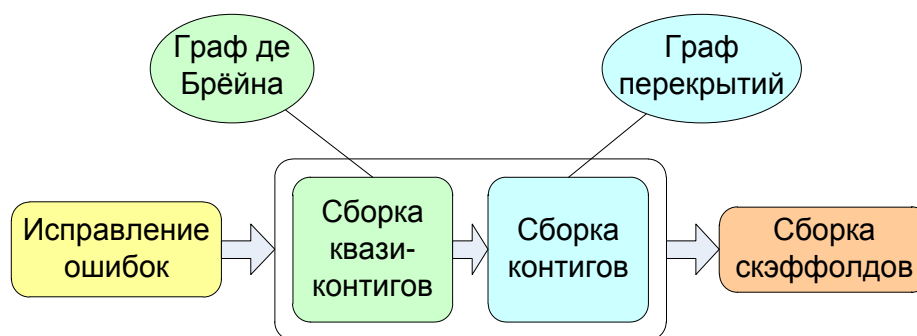 Граф де
Брёйна
Граф
перекрытий
Исправление
ошибок
Сборка
квази-
контигов
Сборка
контигов
Сборка
скэффолдов